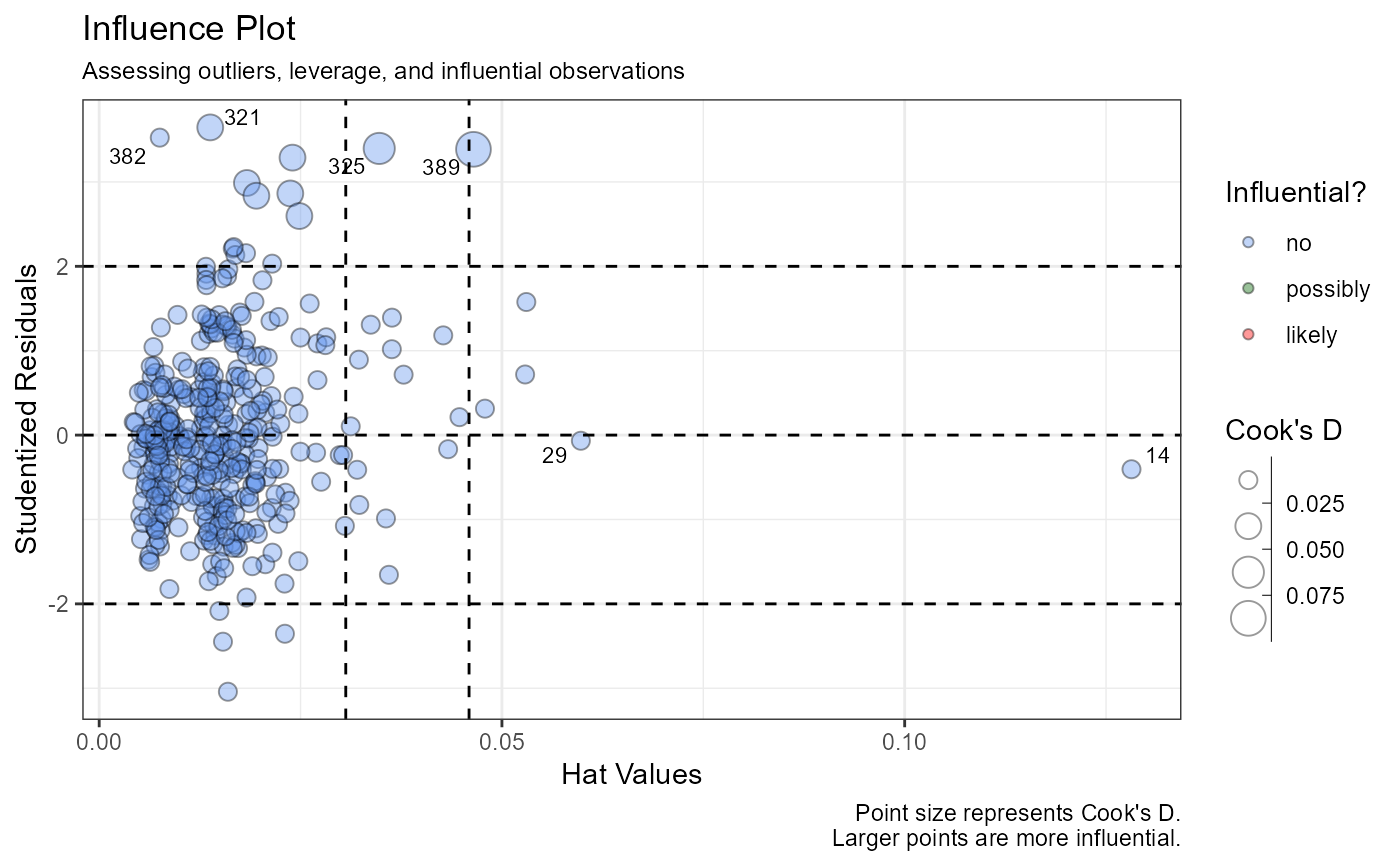 Influence Plot
Assessing outliers, leverage, and influential observations
321
382
325
389
29
14
2
0
-2
Studentized Residuals
0.00
0.05
0.10
Hat Values
Influential?
no
possibly
likely
Cook's D
0.025
0.050
0.075
Point size represents Cook's D.
Larger points are more influential.